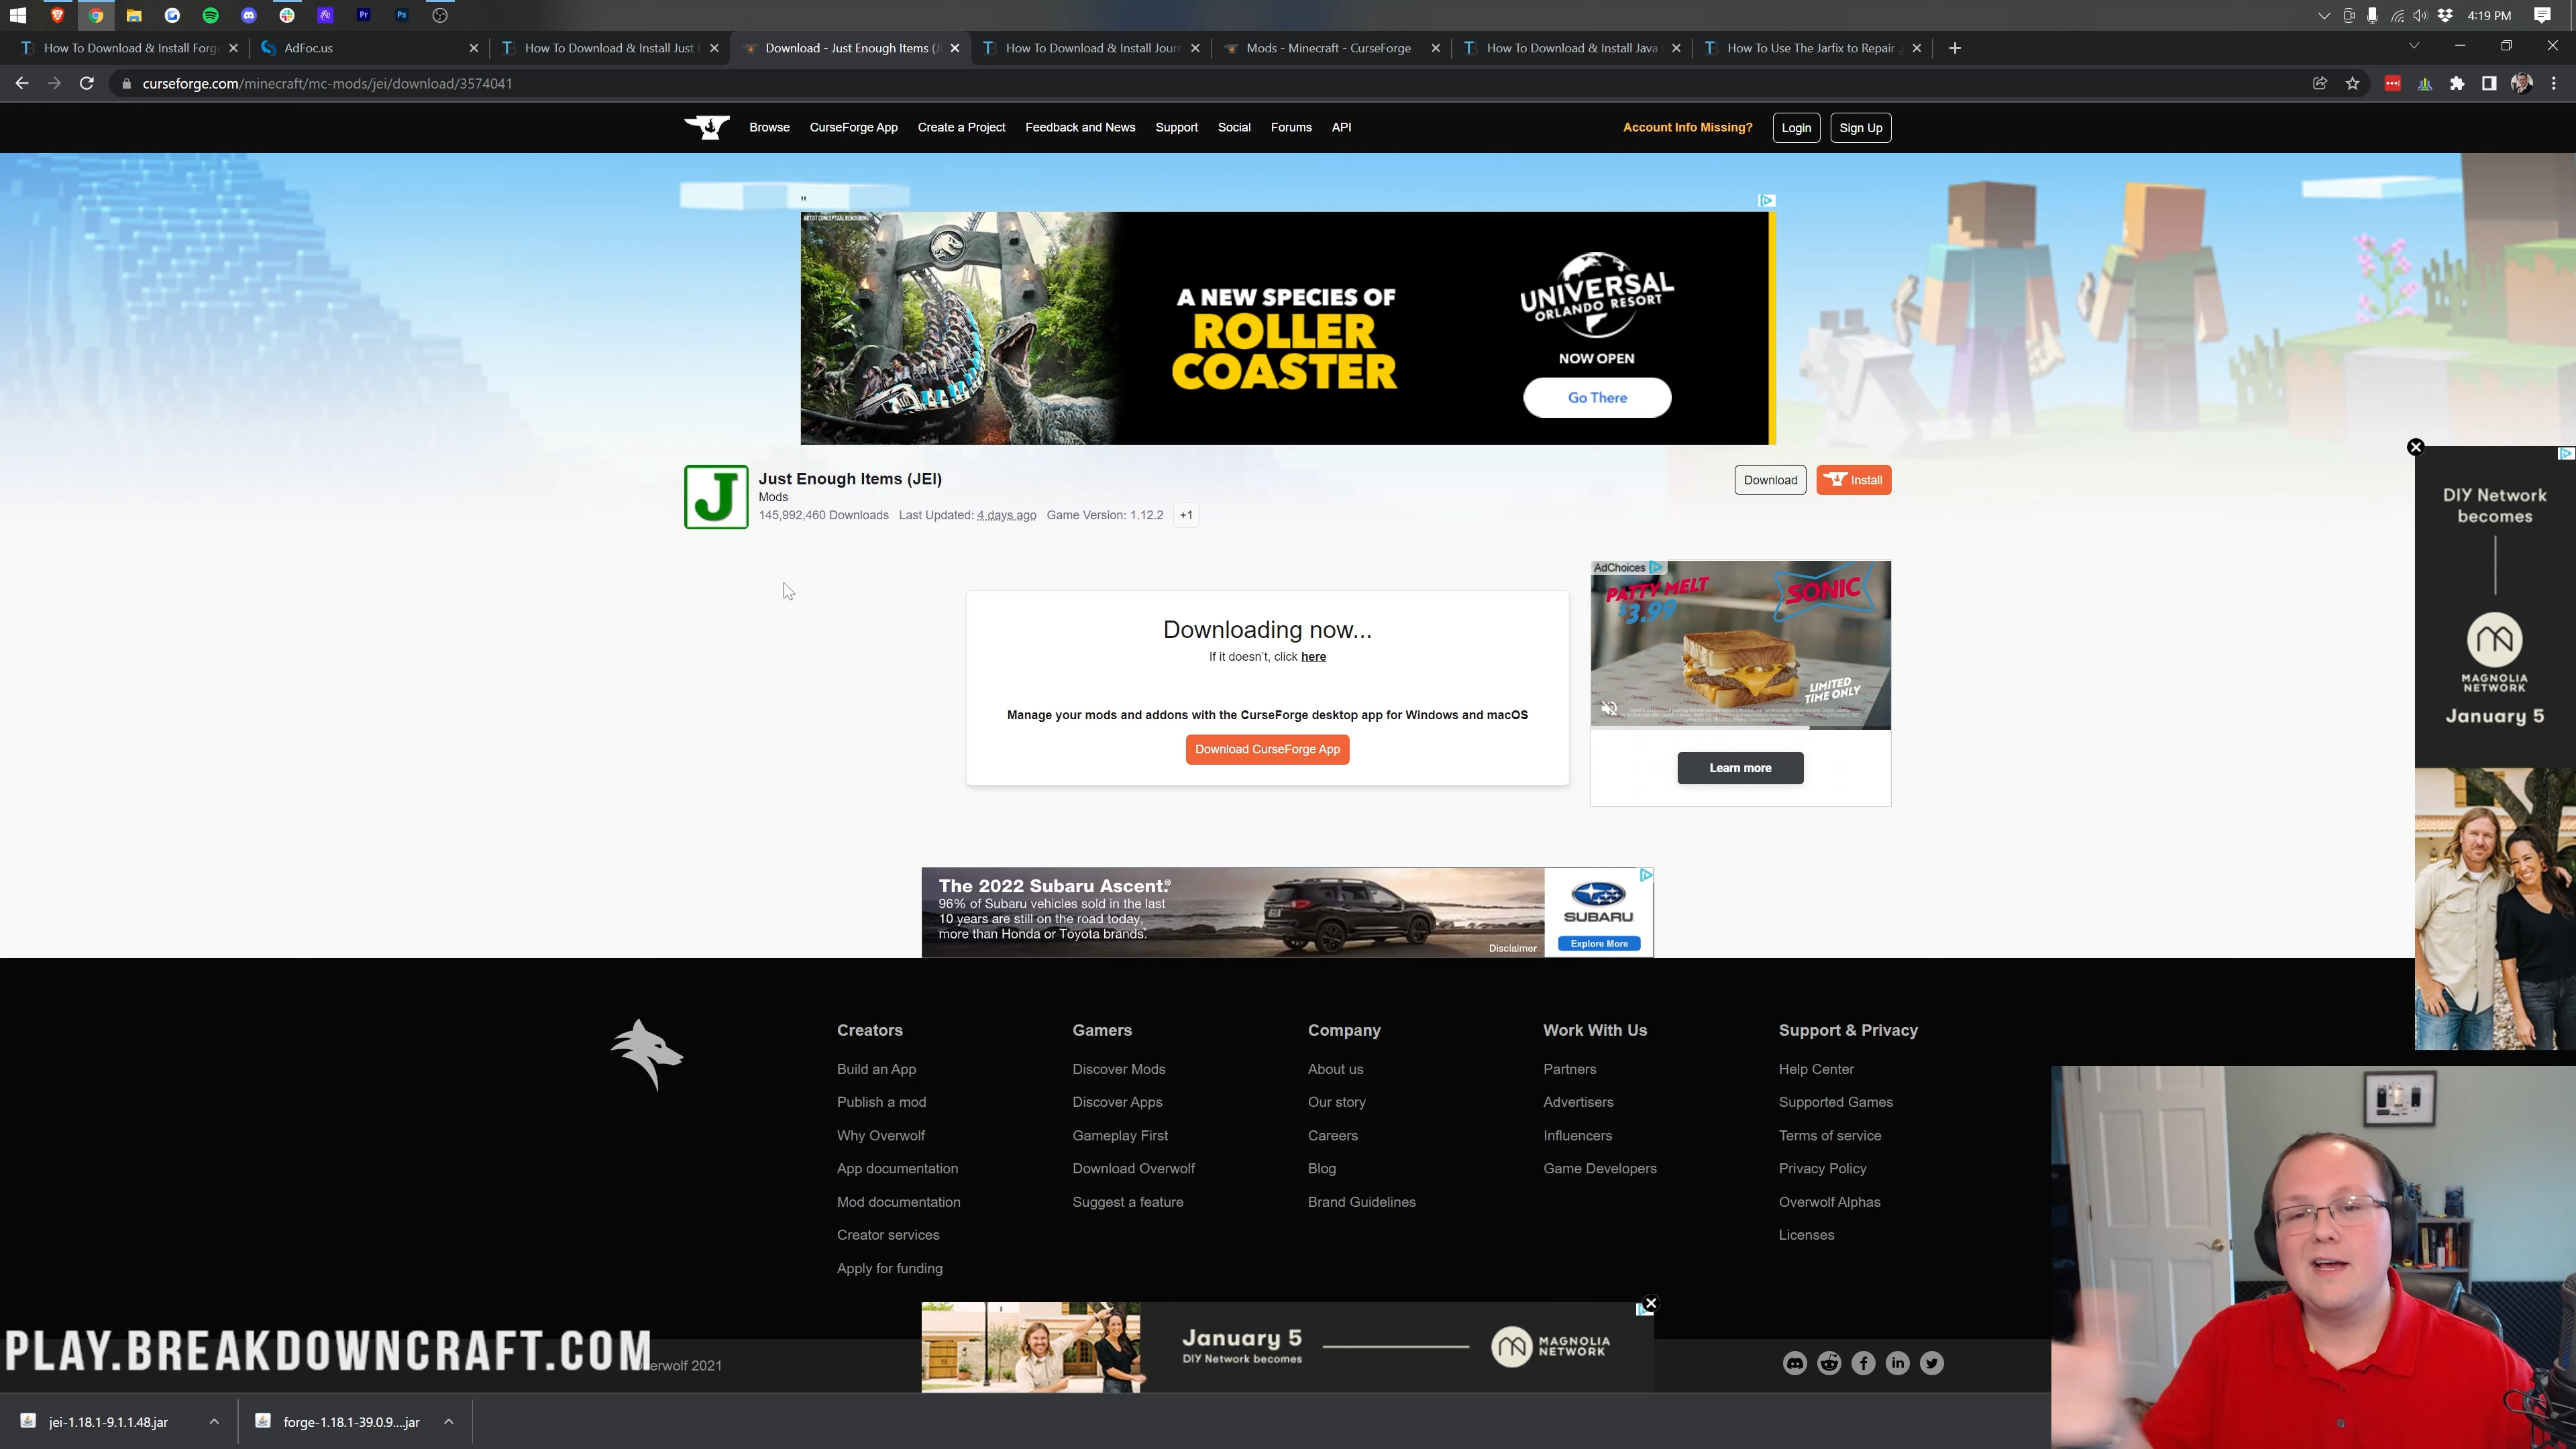 4:19 PM
How To Download & Install Forg
AdFoc.us
How To Download & Install Just
Download - Just Enough Items (J
How To Download & Install Jour
Mods - Minecraft - CurseForge
How To Download & Install Java
How To Use The Jarfix to Repair
curseforge.com/minecraft/mc-mods/jei/download/3574041
Browse
CurseForge App
Create a Project
Feedback and News
Support
Social
Forums
API
Account Info Missing?
Login
Sign Up
ARTIST CONCEPTUAL RENDERING
A NEW SPECIES OF
ROLLER
COASTER
UNIVERSAL
ORLANDO RESORT
NOW OPEN
Go There
Just Enough Items (JEI)
Mods
145,992,460 Downloads Last Updated: 4 days ago Game Version: 1.12.2 +1
Download
Install
Downloading now...
If it doesn't, click here
Manage your mods and addons with the CurseForge desktop app for Windows and macOS
Download CurseForge App
AdChoices
PATTY MELT
$3.99
SONIC
LIMITED
TIME ONLY
Learn more
DIY Network
becomes
MAGNOLIA
NETWORK
January 5
The 2022 Subaru Ascent.®
96% of Subaru vehicles sold in the last
10 years are still on the road today,
more than Honda or Toyota brands.
Disclaimer
SUBARU
Explore More
Creators
Build an App
Publish a mod
Why Overwolf
App documentation
Mod documentation
Creator services
Apply for funding
Gamers
Discover Mods
Discover Apps
Gameplay First
Download Overwolf
Suggest a feature
Company
About us
Our story
Careers
Blog
Brand Guidelines
Work With Us
Partners
Advertisers
Influencers
Game Developers
Support & Privacy
Help Center
Supported Games
Terms of service
Privacy Policy
Overwolf Alphas
Licenses
January 5
DIY Network becomes
MAGNOLIA
NETWORK
PLAY.BREAKDOWNCRAFT.COM
erwolf 2021
jei-1.18.1-9.1.1.48.jar
forge-1.18.1-39.0.9....jar